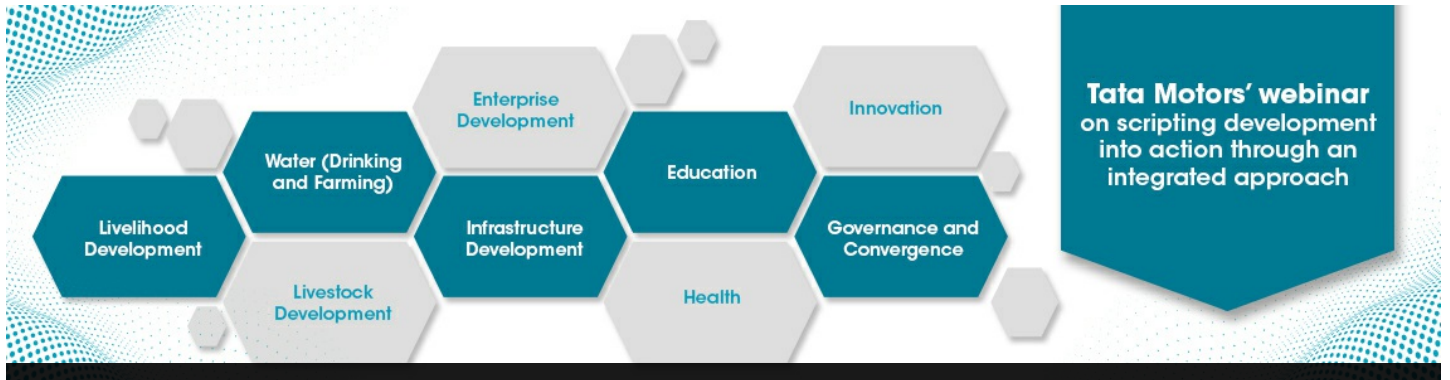 Enterprise
Development
Innovation
Water (Drinking
and Farming)
Education
Livelihood
Development
Infrastructure
Development
Governance and
Convergence
Livestock
Development
Health
Tata Motors’ webinar
on scripting development
into action through an
integrated approach